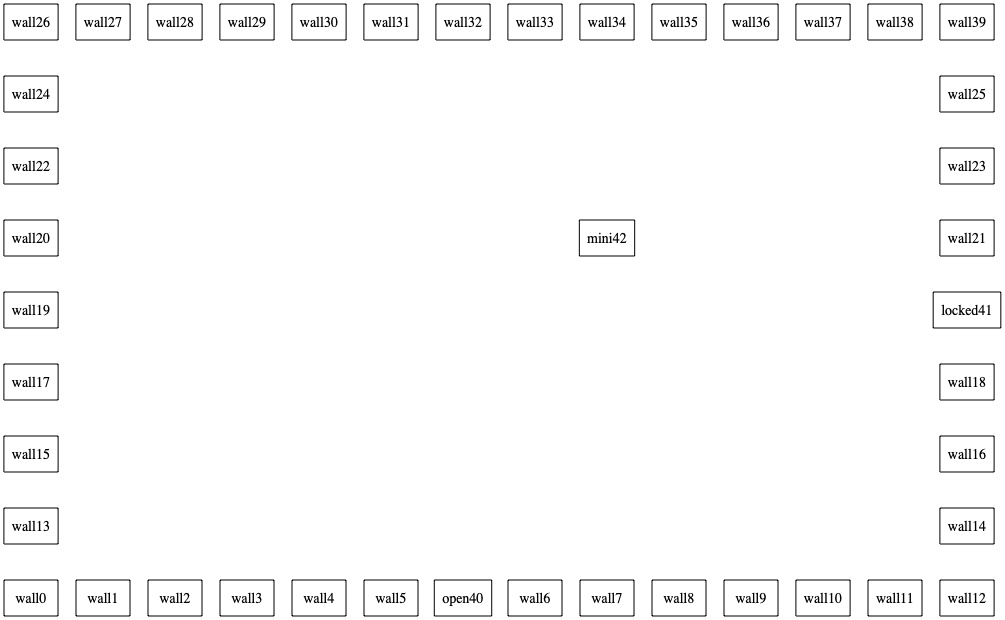 wall26 wall27 wall28 wall29 wall30 wall31 wall32 wall33 wall34 wall35 wall36 wall37 wall38 wall39
wall24 wall25
wall22 wall23
wall20 mini42 wall21
wall19 locked41
wall17 wall18
wall15 wall16
wall13 wall14
wall0 wall1 wall2 wall3 wall4 wall5 open40 wall6 wall7 wall8 wall9 wall10 wall11 wall12